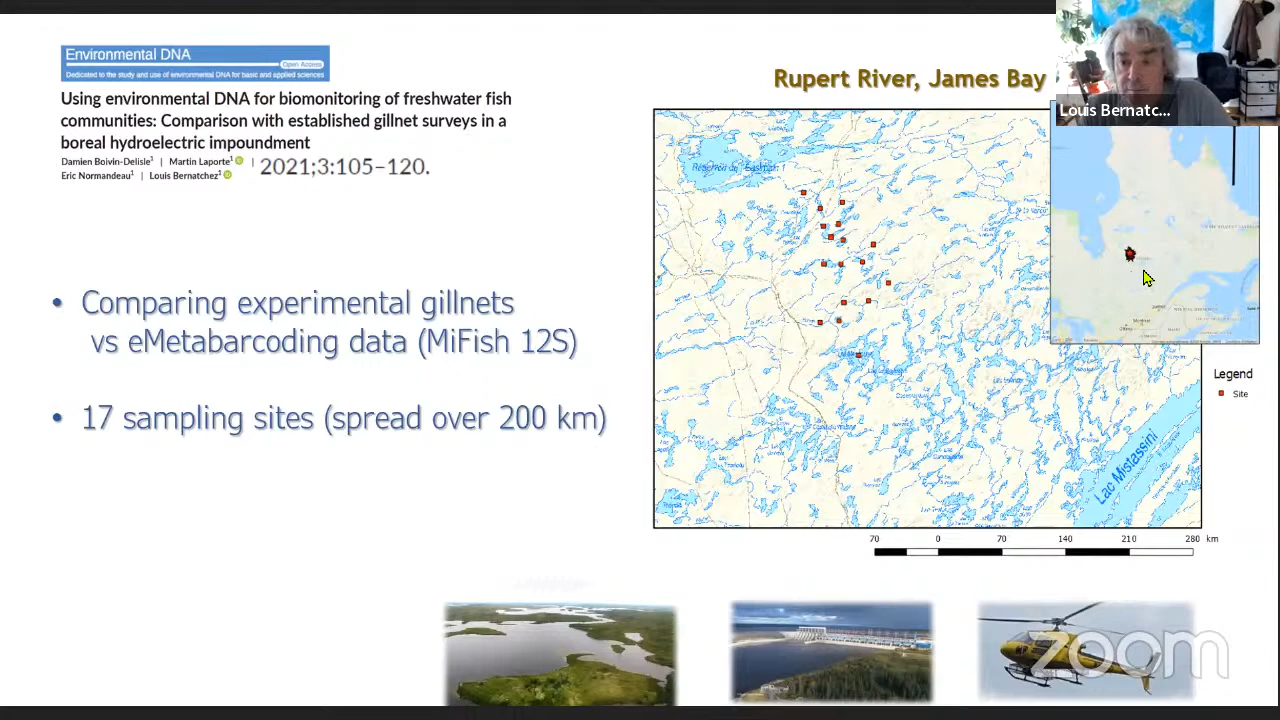 Environmental DNA
Open Access
Dedicated to the study and use of environmental DNA for basic and applied sciences
Using environmental DNA for biomonitoring of freshwater fish
communities: Comparison with established gillnet surveys in a
boreal hydroelectric impoundment
Damien Boivin-Delisle1 | Martin Laporte1 |
Eric Normandeau1 | Louis Bernatchez1
2021;3:105–120.
Rupert River, James Bay
Louis Bernatc...
• Comparing experimental gillnets
vs eMetabarcoding data (MiFish 12S)
• 17 sampling sites (spread over 200 km)
Lac Mistassini
Legend
Site
70 0 70 140 210 280 km
zoom